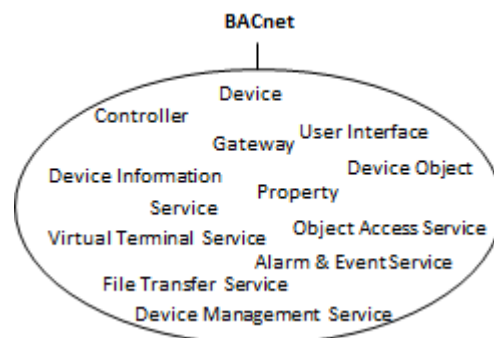 BACnet
Device
Controller
User Interface
Gateway
Device Object
Device Information
Property
Service
Object Access Service
Virtual Terminal Service
Alarm & Event Service
File Transfer Service
Device Management Service